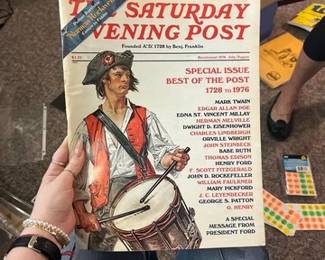 THE SATURDAY
EVENING POST
Founded A.D. 1728 by Benj. Franklin
Norman Rockwell
SPECIAL ISSUE
BEST OF THE POST
1728 to 1976
MARK TWAIN
EDGAR ALLAN POE
EDNA ST. VINCENT MILLAY
HERMAN MELVILLE
DWIGHT D. EISENHOWER
CHARLES LINDBERGH
ORVILLE WRIGHT
JOHN STEINBECK
BABE RUTH
THOMAS EDISON
HENRY FORD
F. SCOTT FITZGERALD
JOHN D. ROCKEFELLER
WILLIAM FAULKNER
MARY PICKFORD
J. C. LEYENDECKER
GEORGE S. PATTON
O. HENRY
A SPECIAL
MESSAGE FROM
PRESIDENT FORD